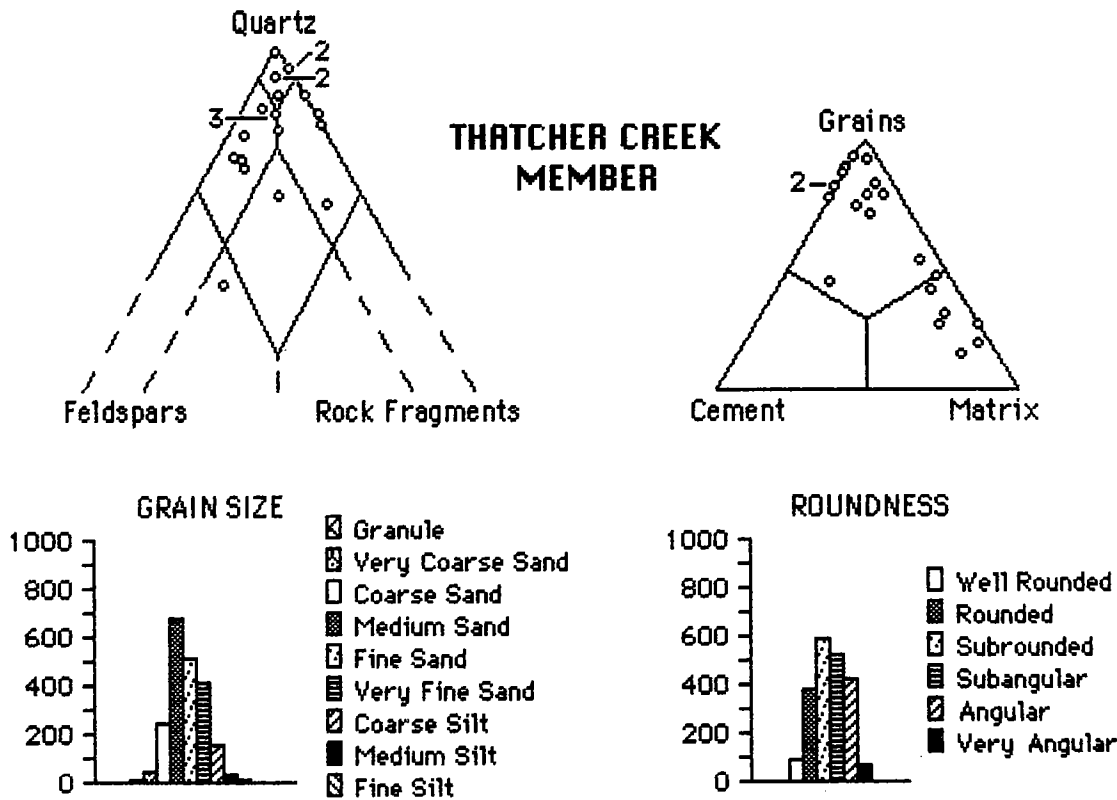 Quartz
2
2
3
THATCHER CREEK
MEMBER
Feldspars
Rock Fragments
Grains
2
Cement
Matrix
GRAIN SIZE
1000
800
600
400
200
0
Granule
Very Coarse Sand
Coarse Sand
Medium Sand
Fine Sand
Very Fine Sand
Coarse Silt
Medium Silt
Fine Silt
ROUNDNESS
1000
800
600
400
200
0
Well Rounded
Rounded
Subrounded
Subangular
Angular
Very Angular